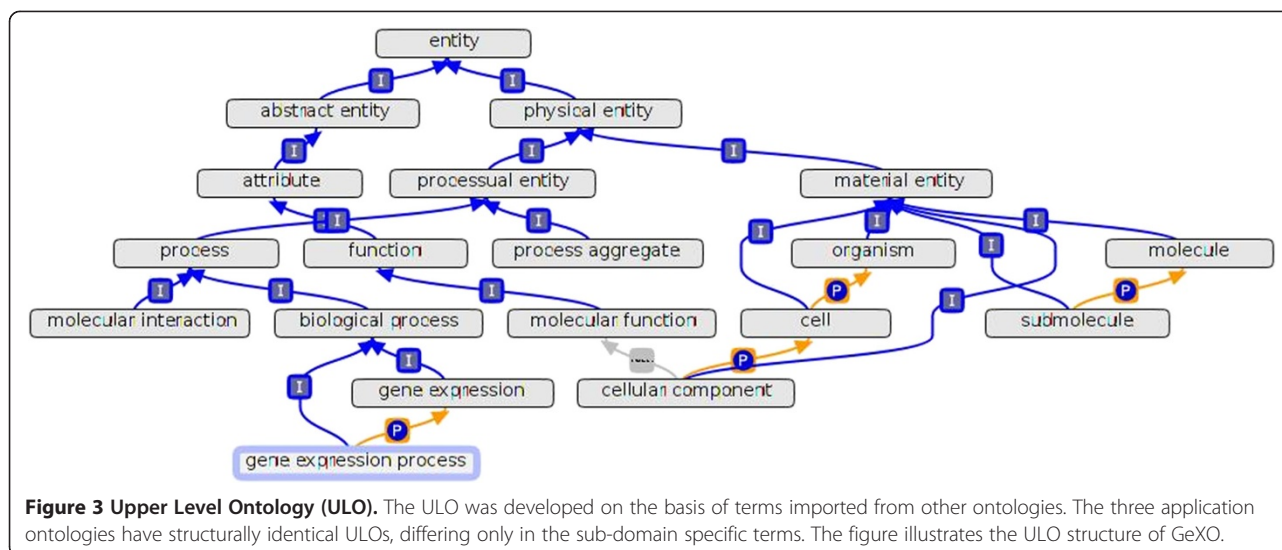 entity
I I
abstract entity physical entity
I I I
attribute processual entity material entity
I I I I I
process function process aggregate organism molecule
I I I I P P
molecular interaction biological process molecular function cell submolecule
I I P
gene expression cellular component
P
gene expression process
Figure 3 Upper Level Ontology (ULO). The ULO was developed on the basis of terms imported from other ontologies. The three application
ontologies have structurally identical ULOs, differing only in the sub-domain specific terms. The figure illustrates the ULO structure of GeXO.